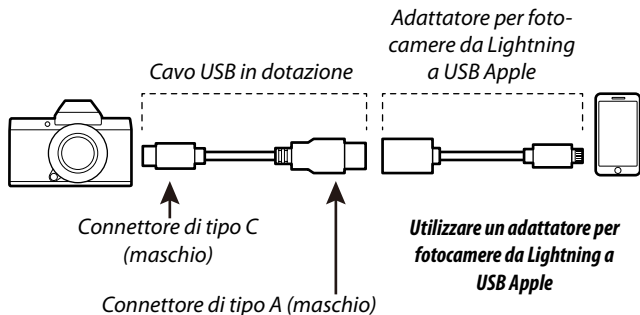 Adattatore per foto-
camere da Lightning
a USB Apple
Cavo USB in dotazione
Connettore di tipo C
(maschio)
Utilizzare un adattatore per
fotocamere da Lightning a
USB Apple
Connettore di tipo A (maschio)